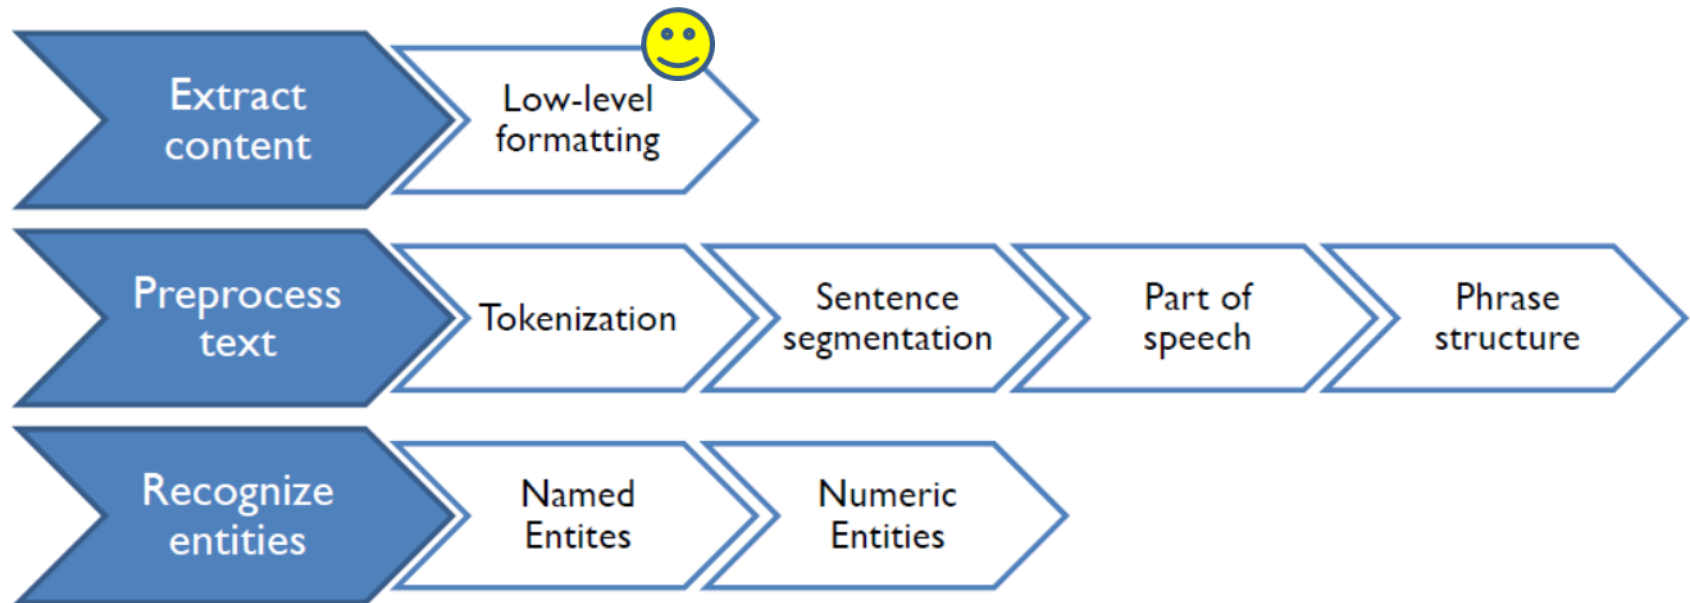 Extract
content
Low-level
formatting
Preprocess
text
Tokenization
Sentence
segmentation
Part of
speech
Phrase
structure
Recognize
entities
Named
Entites
Numeric
Entities